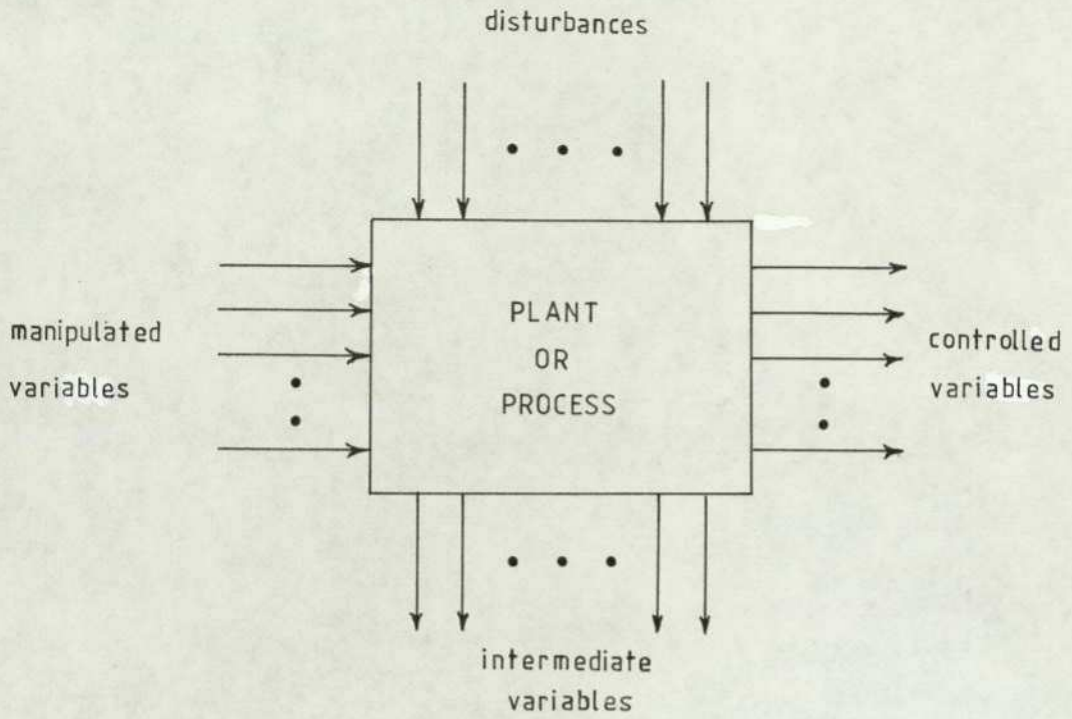 disturbances
manipulated
variables
PLANT
OR
PROCESS
controlled
variables
intermediate
variables